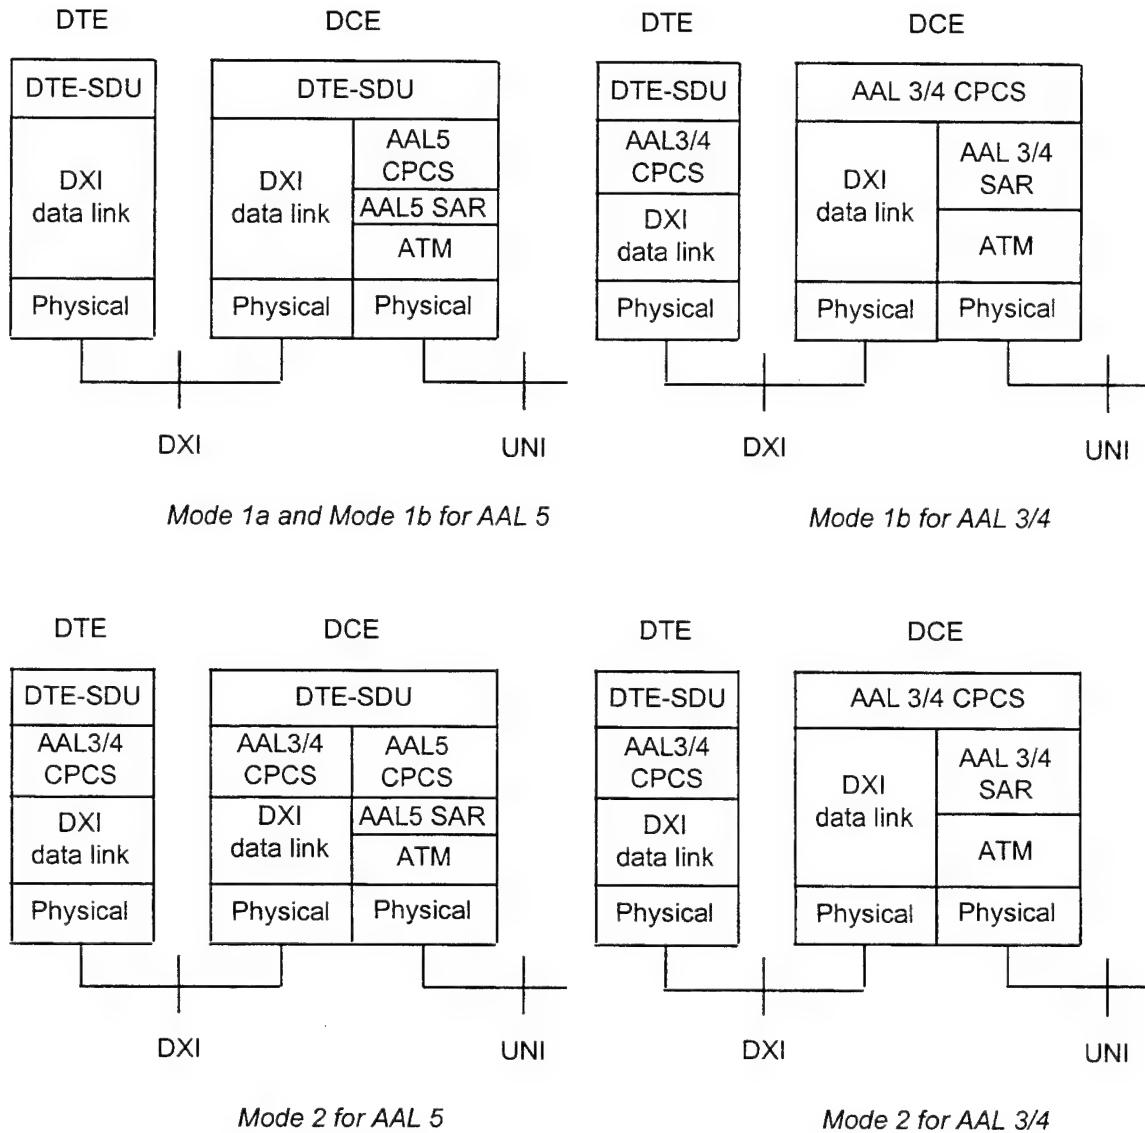 DTE
DCE
DTE-SDU
DXI
data link
Physical
DTE-SDU
DXI
data link
AAL5
CPCS
AAL5 SAR
ATM
Physical
Physical
DXI
UNI
Mode 1a and Mode 1b for AAL 5
DTE
DCE
DTE-SDU
AAL3/4
CPCS
DXI
data link
Physical
AAL 3/4 CPCS
DXI
data link
AAL 3/4
SAR
ATM
Physical
Physical
DXI
UNI
Mode 1b for AAL 3/4
DTE
DCE
DTE-SDU
AAL3/4
CPCS
DXI
data link
Physical
DTE-SDU
AAL3/4
CPCS
DXI
data link
AAL5
CPCS
AAL5 SAR
ATM
Physical
Physical
DXI
UNI
Mode 2 for AAL 5
DTE
DCE
DTE-SDU
AAL3/4
CPCS
DXI
data link
Physical
AAL 3/4 CPCS
DXI
data link
AAL 3/4
SAR
ATM
Physical
Physical
DXI
UNI
Mode 2 for AAL 3/4